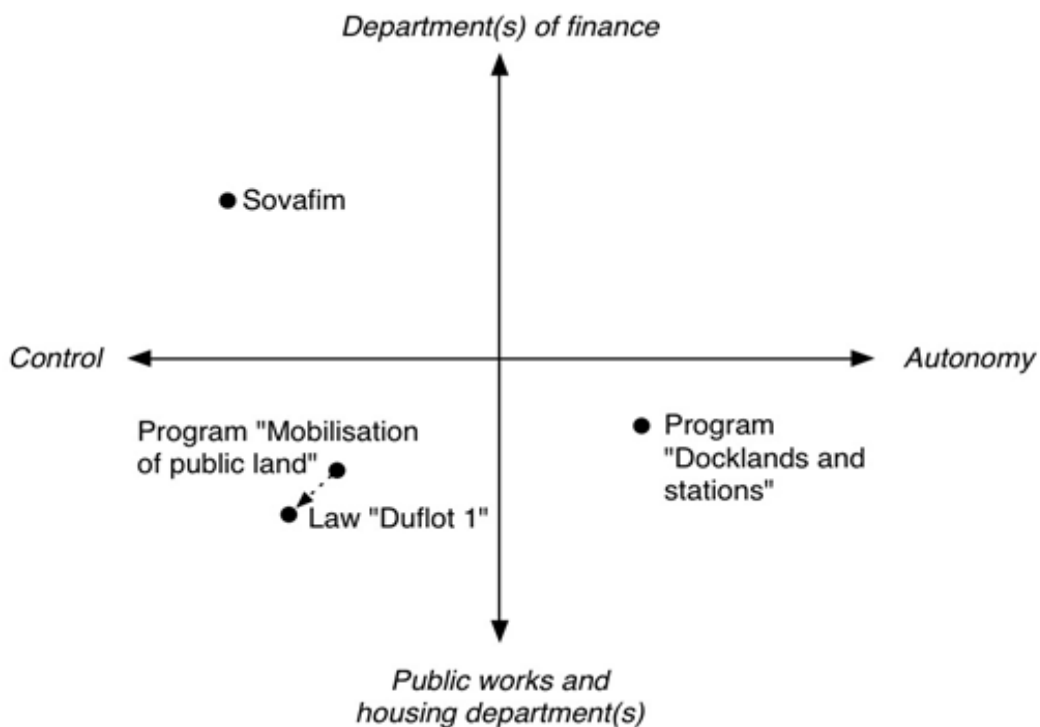 Department(s) of finance
Sovafim
Control
Autonomy
Program "Mobilisation
of public land"
Law "Duflot 1"
Program
"Docklands and
stations"
Public works and
housing department(s)